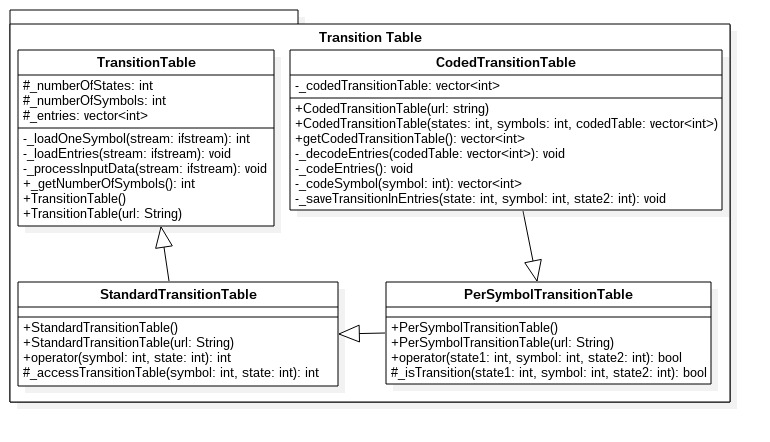 Transition Table
TransitionTable
#_numberOfStates: int
#_numberOfSymbols: int
#_entries: vector<int>
-_loadOneSymbol(stream: ifstream): int
-_loadEntries(stream: ifstream): void
-_processInputData(stream: ifstream): void
+_getNumberOfSymbols(): int
+TransitionTable()
+TransitionTable(url: String)
CodedTransitionTable
-_codedTransitionTable: vector<int>
+CodedTransitionTable(url: string)
+CodedTransitionTable(states: int, symbols: int, codedTable: vector<int>)
+getCodedTransitionTable(): vector<int>
-_decodeEntries(codedTable: vector<int>): void
-_codeEntries(): void
-_codeSymbol(symbol: int): vector<int>
-_saveTransitionInEntries(state: int, symbol: int, state2: int): void
StandardTransitionTable
+StandardTransitionTable()
+StandardTransitionTable(url: String)
+operator(symbol: int, state: int): int
#_accessTransitionTable(symbol: int, state: int): int
PerSymbolTransitionTable
+PerSymbolTransitionTable()
+PerSymbolTransitionTable(url: String)
+operator(state1: int, symbol: int, state2: int): bool
#_isTransition(state1: int, symbol: int, state2: int): bool